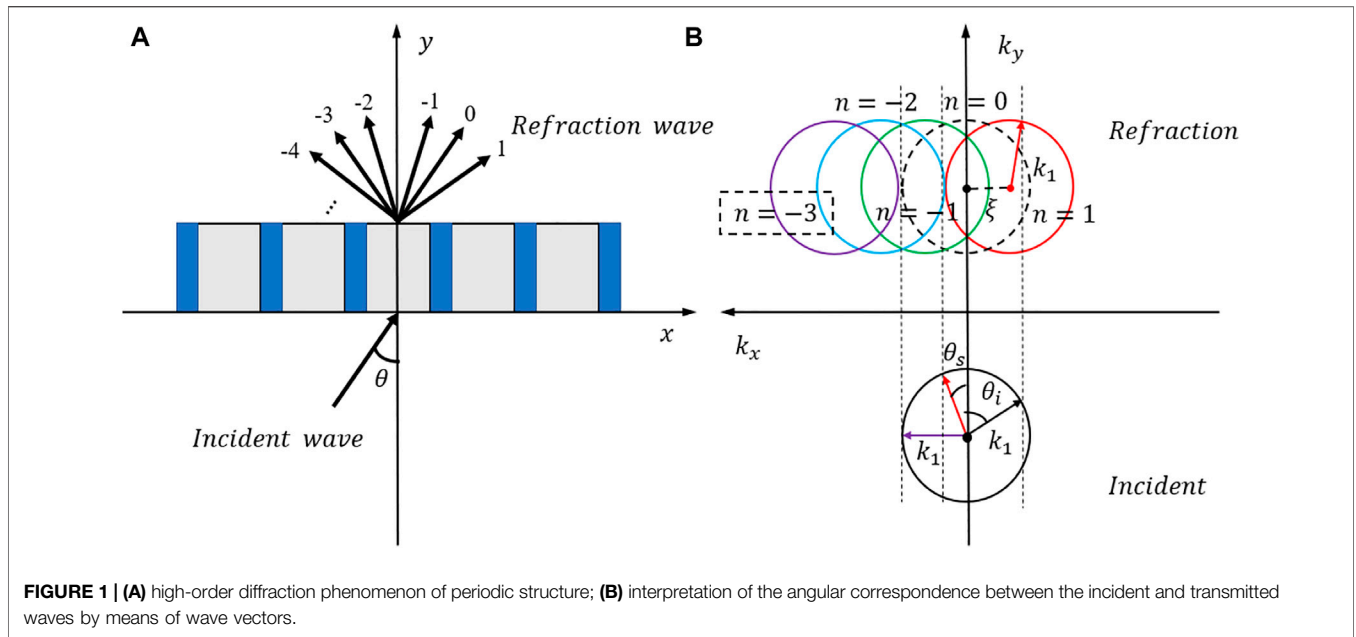 A
B
y
k_y
-4
-3
-2
-1
0
1
Refraction wave
...
x
θ
Incident wave
n = −2
n = 0
Refraction
k_1
n = −3
n = −1
ξ
n = 1
k_x
θ_s
θ_i
k_1
k_1
Incident
FIGURE 1 | (A) high-order diffraction phenomenon of periodic structure; (B) interpretation of the angular correspondence between the incident and transmitted
waves by means of wave vectors.